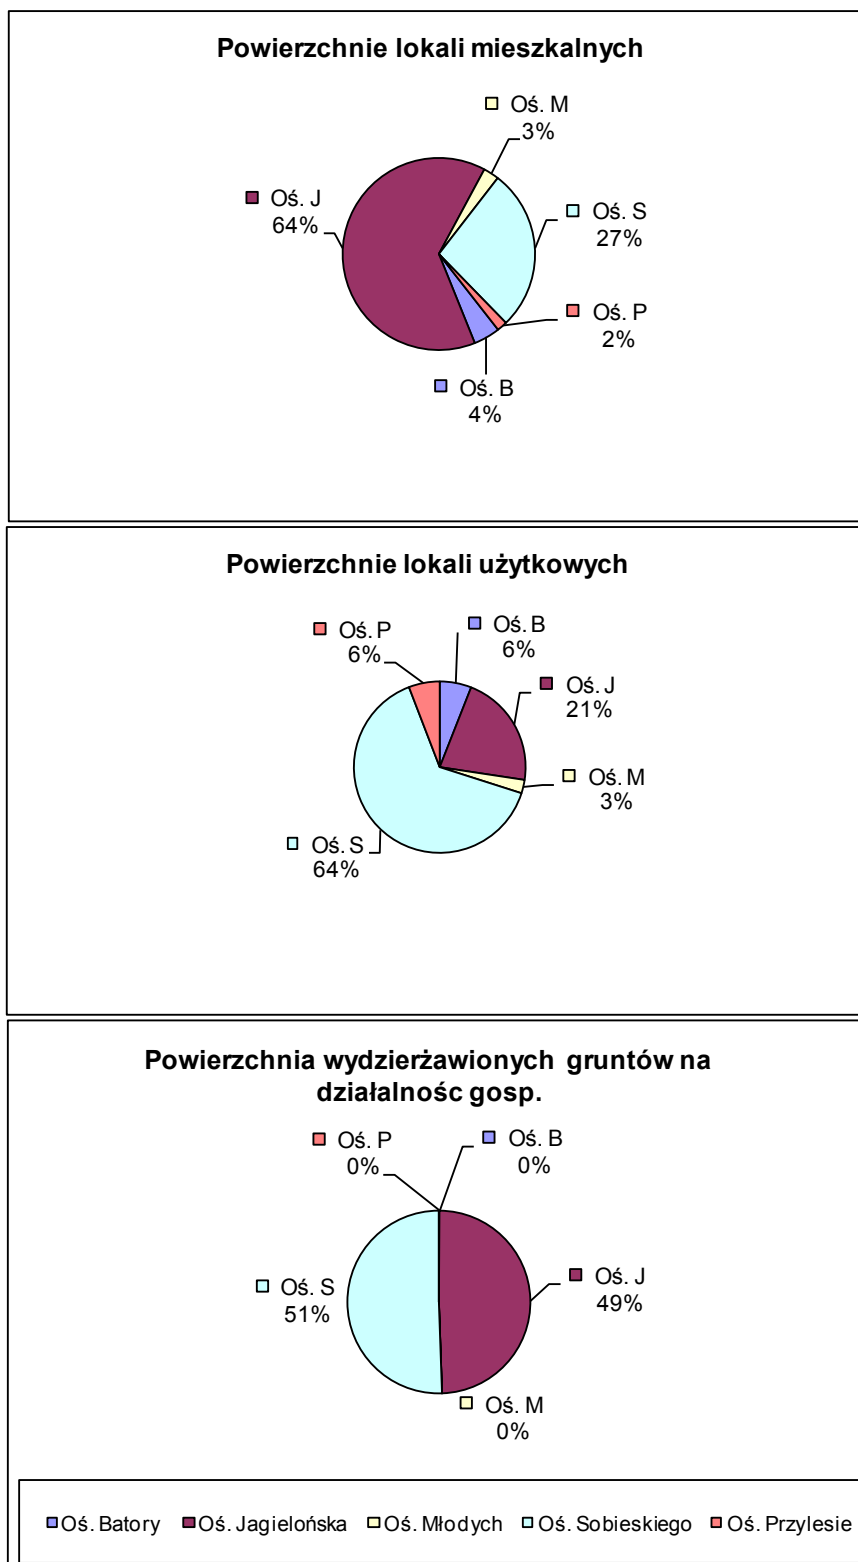 Powierzchnie lokali mieszkalnych
Oś. M
3%
Oś. J
64%
Oś. S
27%
Oś. P
2%
Oś. B
4%
Powierzchnie lokali użytkowych
Oś. B
6%
Oś. P
6%
Oś. J
21%
Oś. M
3%
Oś. S
64%
Powierzchnia wydzierżawionych gruntów na
działalnośc gosp.
Oś. P
0%
Oś. B
0%
Oś. J
49%
Oś. S
51%
Oś. M
0%
Oś. Batory Oś. Jagielońska Oś. Młodych Oś. Sobieskiego Oś. Przylesie